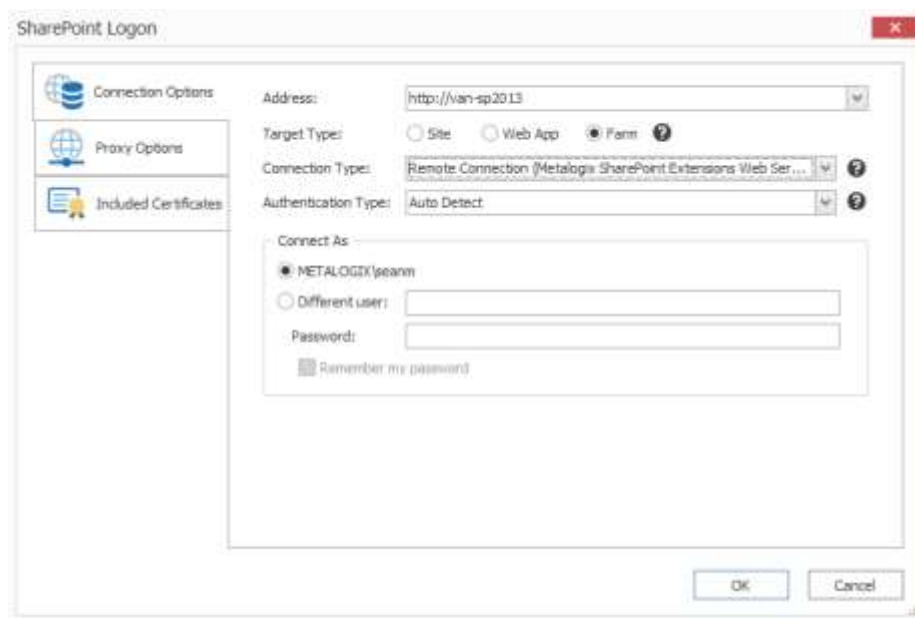 SharePoint Logon
Connection Options
Proxy Options
Included Certificates
Address: http://van-sp2013
Target Type: Site Web App Farm
Connection Type: Remote Connection (Metalogix SharePoint Extensions Web Ser...
Authentication Type: Auto Detect
Connect As
METALOGIX\seanm
Different user:
Password:
Remember my password
OK Cancel